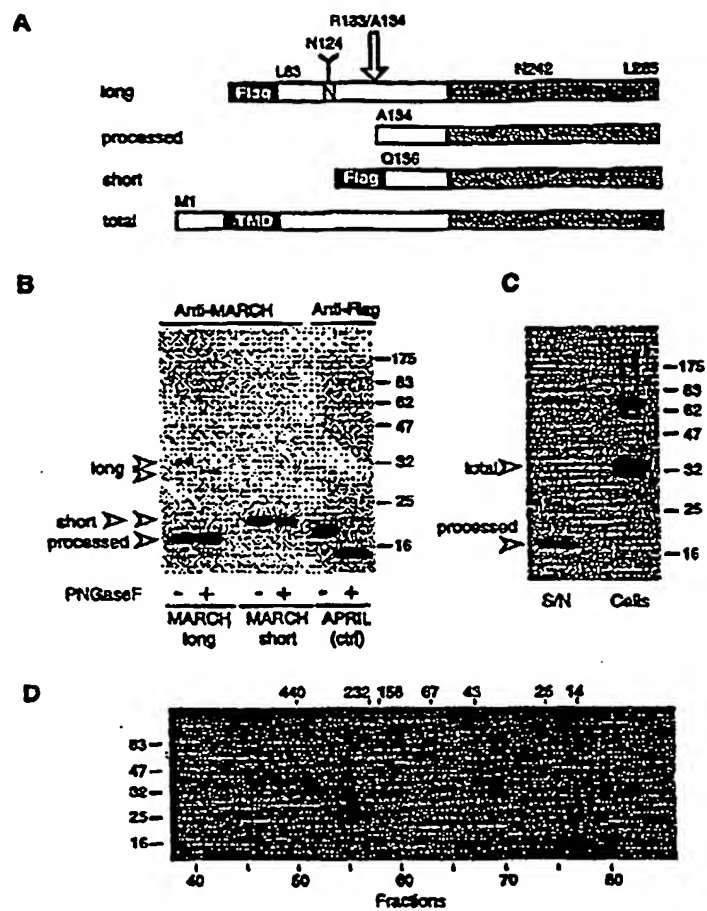 A
R133/A134
N124
L83
N242
L285
long
Flag
N
A134
processed
Q136
short
Flag
M1
total
TMD
B
Anti-MARCH
Anti-Flag
175
83
62
47
long
32
25
short
processed
16
PNGaseF
- + - + - +
MARCH long
MARCH short
APRIL (ctrl)
C
175
83
62
47
total
32
25
processed
16
S/N
Cells
D
440 232 158 67 43 25 14
83
47
32
25
16
40 50 60 70 80
Fractions